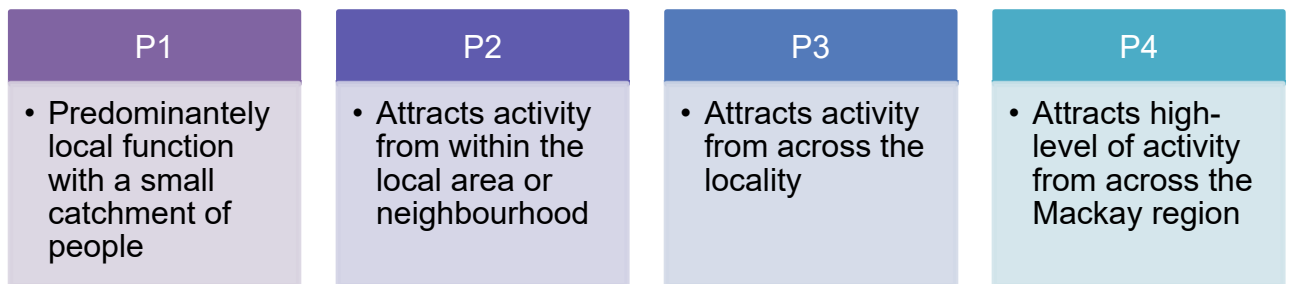 P1
• Predominantely
local function
with a small
catchment of
people
P2
• Attracts activity
from within the
local area or
neighbourhood
P3
• Attracts activity
from across the
locality
P4
• Attracts high-
level of activity
from across the
Mackay region